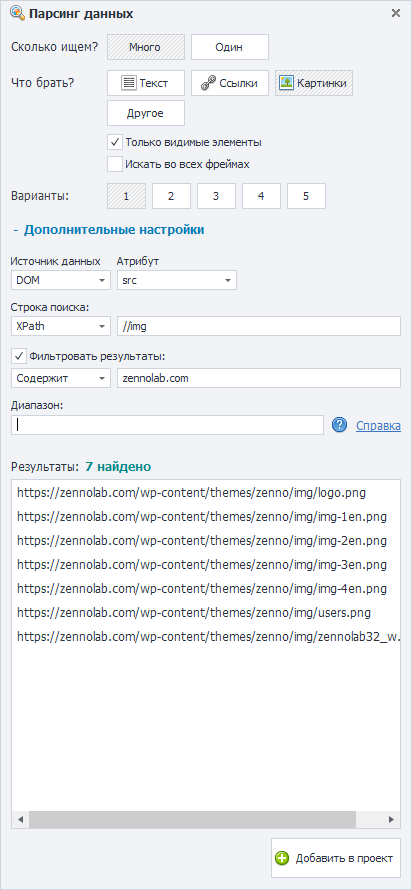 Парсинг данных
Сколько ищем? Много Один
Что брать? Текст Ссылки Картинки
Другое
Только видимые элементы
Искать во всех фреймах
Варианты: 1 2 3 4 5
- Дополнительные настройки
Источник данных Атрибут
DOM src
Строка поиска:
XPath //img
Фильтровать результаты:
Содержит zennolab.com
Диапазон:
? Справка
Результаты: 7 найдено
https://zennolab.com/wp-content/themes/zenno/img/logo.png
https://zennolab.com/wp-content/themes/zenno/img/img-1en.png
https://zennolab.com/wp-content/themes/zenno/img/img-2en.png
https://zennolab.com/wp-content/themes/zenno/img/img-3en.png
https://zennolab.com/wp-content/themes/zenno/img/img-4en.png
https://zennolab.com/wp-content/themes/zenno/img/users.png
https://zennolab.com/wp-content/themes/zenno/img/zennolab32_w.
Добавить в проект